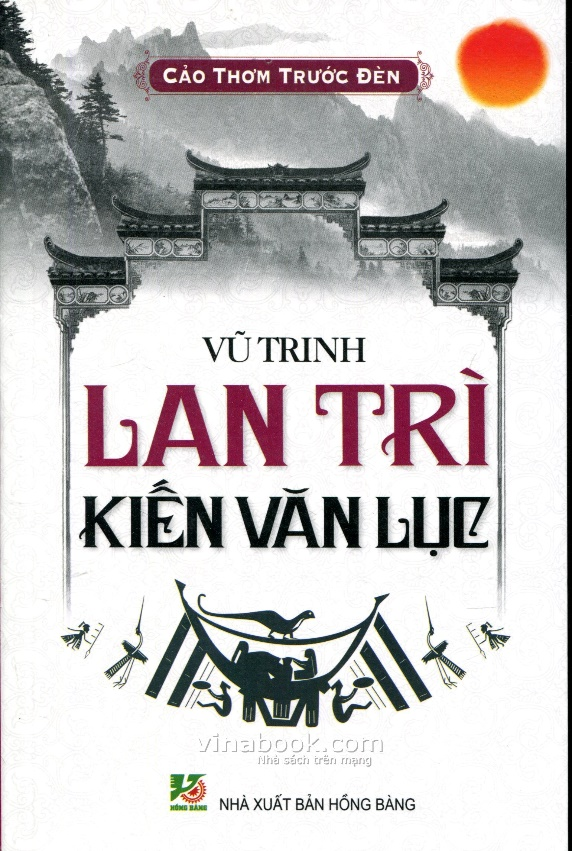 CẢO THƠM TRƯỚC ĐÈN
VŨ TRINH
LAN TRÌ
KIẾN VĂN LỤC
vinabook.com
Nhà sách trên mạng
HỒNG BÀNG
NHÀ XUẤT BẢN HỒNG BÀNG